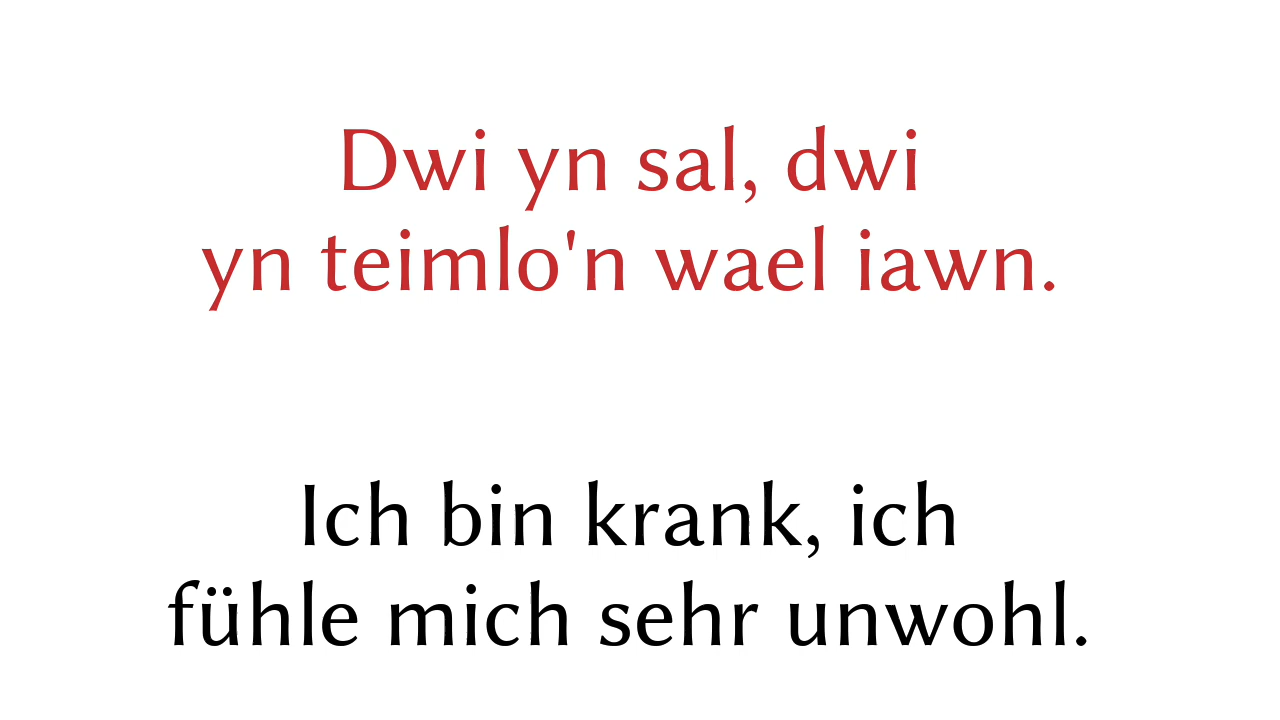 Dwi yn sal, dwi
yn teimlo'n wael iawn.
Ich bin krank, ich
fühle mich sehr unwohl.